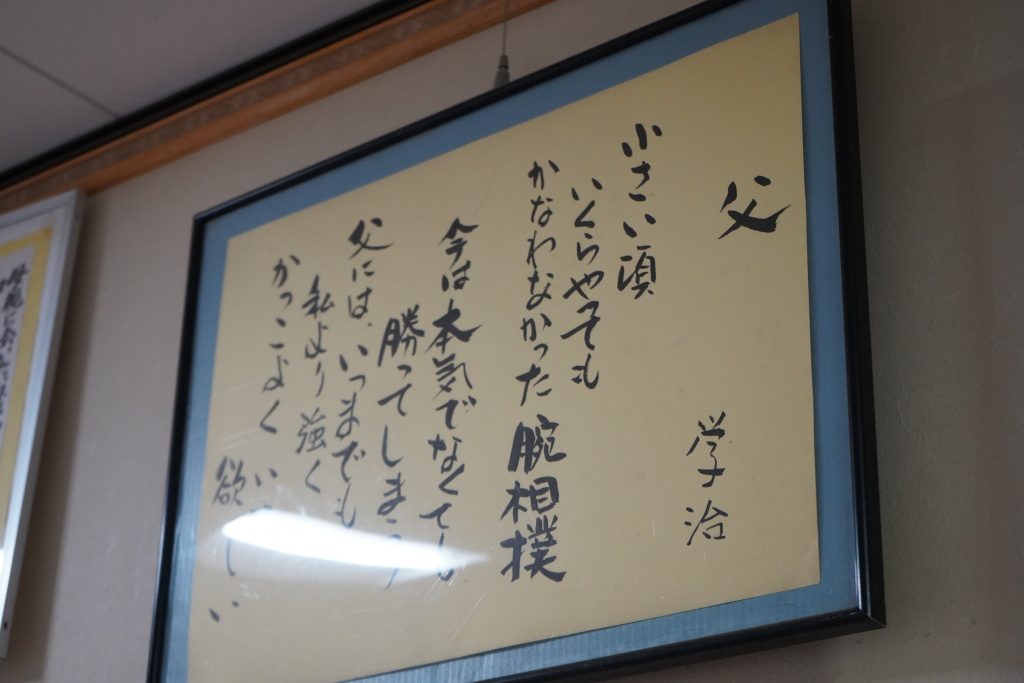 父
学治
小さい頃
いくらやっても
かなわなかった腕相撲
今は本気でなくても
勝ってしまう
父には、いつまでも
私より強く
かっこよく い
欲しい